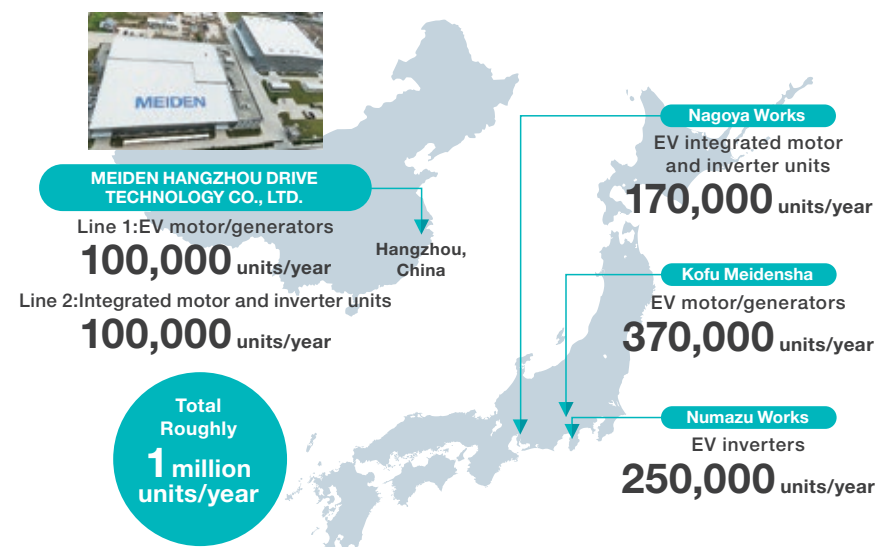 MEIDEN
MEIDEN HANGZHOU DRIVE
TECHNOLOGY CO., LTD.
Line 1:EV motor/generators
100,000 units/year
Line 2:Integrated motor and inverter units
100,000 units/year
Hangzhou,
China
Total
Roughly
1 million
units/year
Nagoya Works
EV integrated motor
and inverter units
170,000 units/year
Kofu Meidensha
EV motor/generators
370,000 units/year
Numazu Works
EV inverters
250,000 units/year